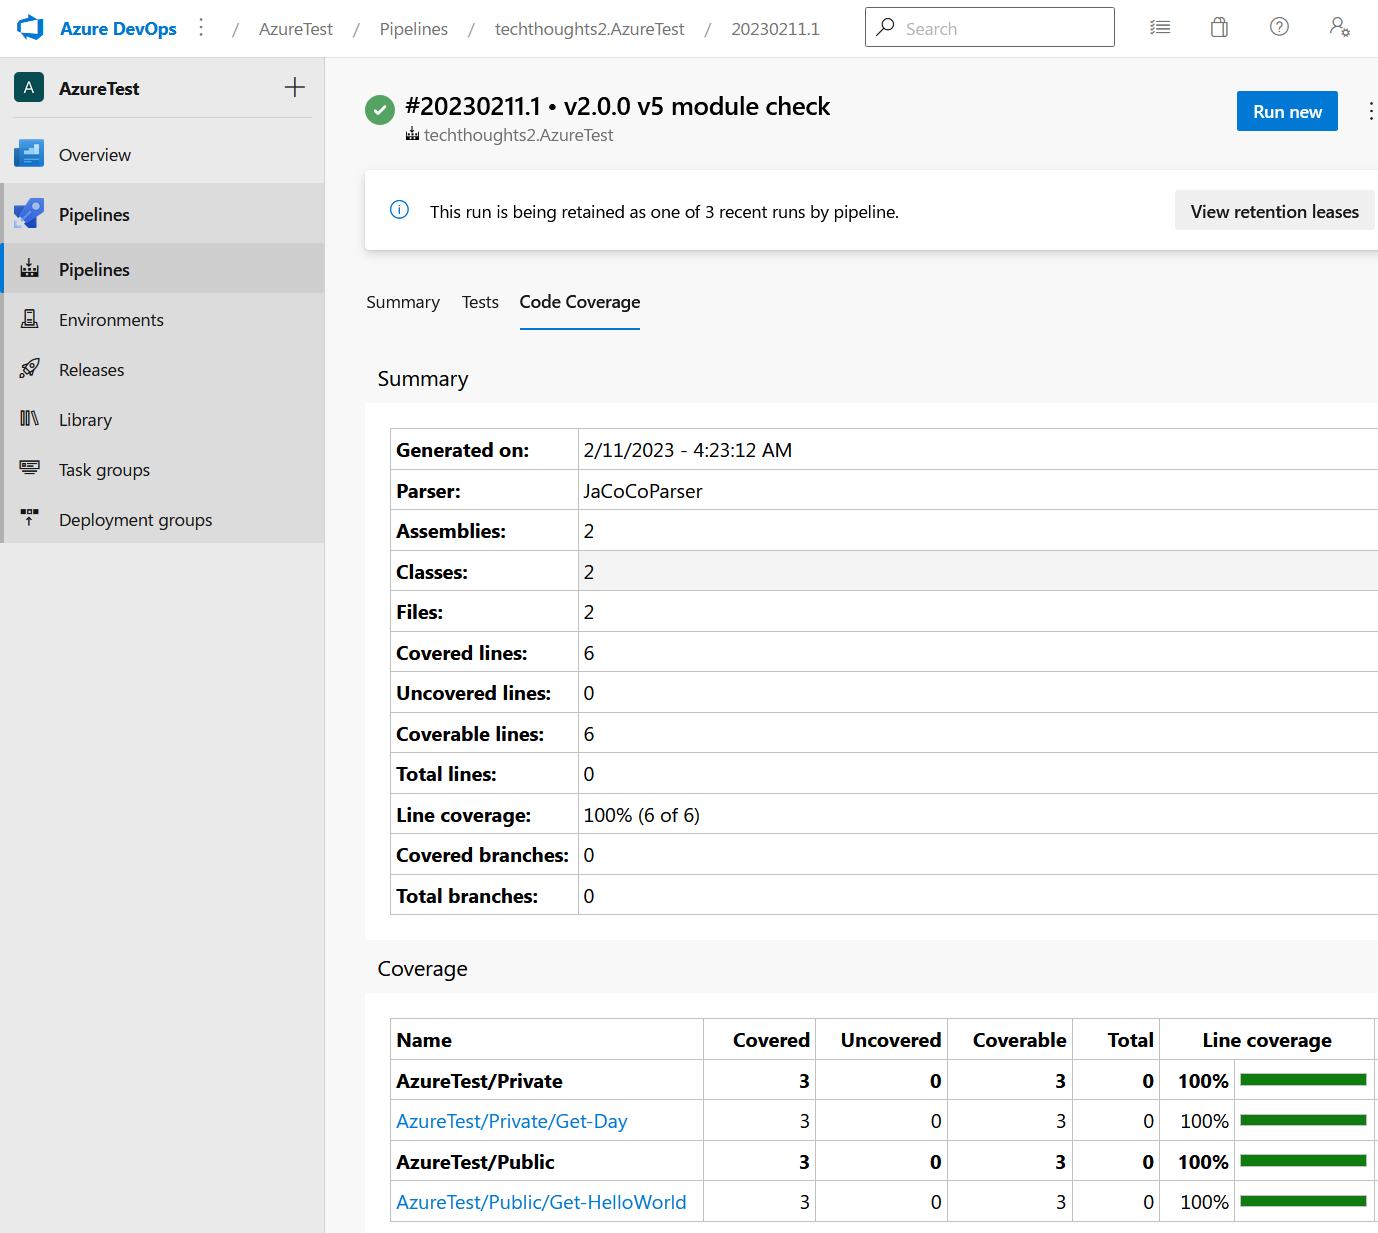 Azure DevOps / AzureTest / Pipelines / techthoughts2.AzureTest / 20230211.1 Search
A AzureTest
Overview
Pipelines
Pipelines
Environments
Releases
Library
Task groups
Deployment groups
#20230211.1 • v2.0.0 v5 module check
Run new
techthoughts2.AzureTest
This run is being retained as one of 3 recent runs by pipeline.
View retention leases
Summary Tests Code Coverage
Summary
Generated on: 2/11/2023 - 4:23:12 AM
Parser: JaCoCoParser
Assemblies: 2
Classes: 2
Files: 2
Covered lines: 6
Uncovered lines: 0
Coverable lines: 6
Total lines: 0
Line coverage: 100% (6 of 6)
Covered branches: 0
Total branches: 0
Coverage
Name Covered Uncovered Coverable Total Line coverage
AzureTest/Private 3 0 3 0 100%
AzureTest/Private/Get-Day 3 0 3 0 100%
AzureTest/Public 3 0 3 0 100%
AzureTest/Public/Get-HelloWorld 3 0 3 0 100%